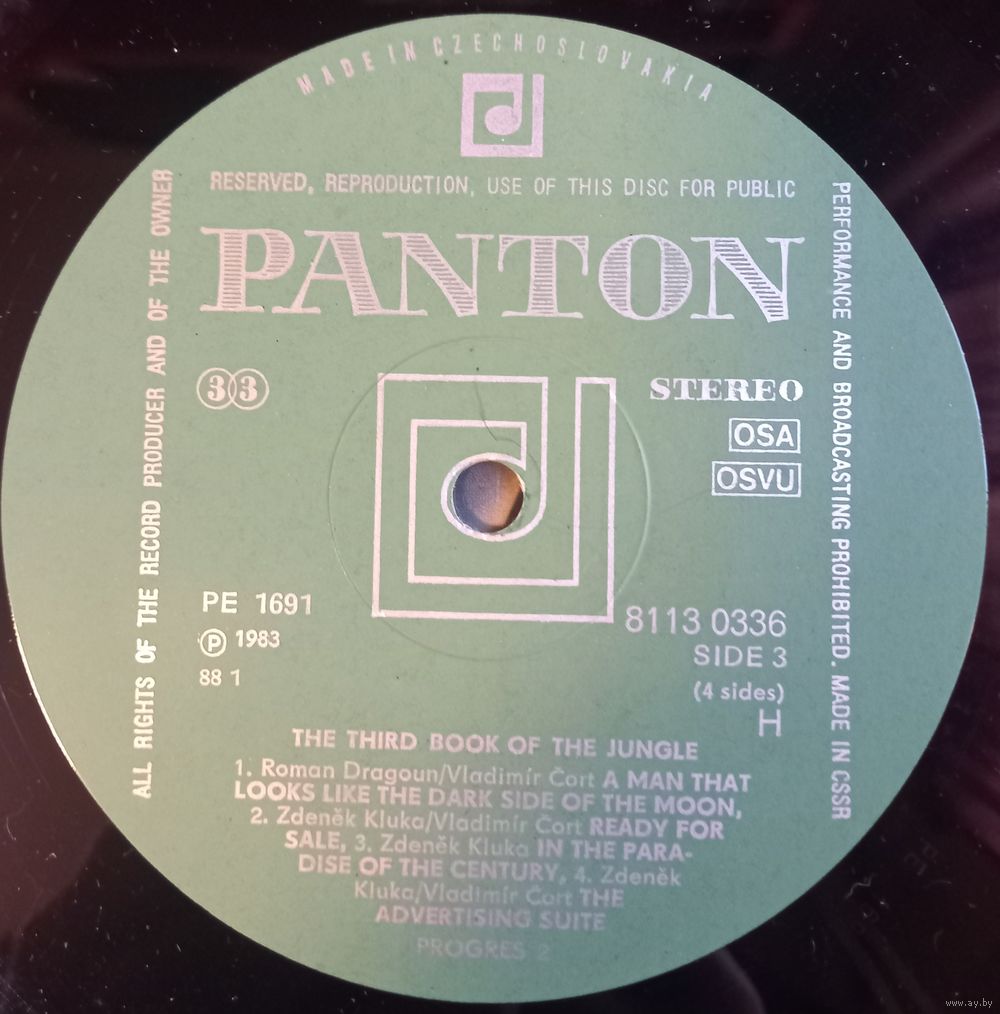 MADE IN CZECHOSLOVAKIA
ALL RIGHTS OF THE RECORD PRODUCER AND OF THE OWNER
RESERVED, REPRODUCTION, USE OF THIS DISC FOR PUBLIC
PERFORMANCE AND BROADCASTING PROHIBITED. MADE IN CSSR
PANTON
33
STEREO
OSA
OSVU
PE 1691
Ⓟ 1983
88 1
8113 0336
SIDE 3
(4 sides)
H
THE THIRD BOOK OF THE JUNGLE
1. Roman Dragoun/Vladimír Čort A MAN THAT
LOOKS LIKE THE DARK SIDE OF THE MOON,
2. Zdeněk Kluka/Vladimír Čort READY FOR
SALE, 3. Zdeněk Kluka IN THE PARA-
DISE OF THE CENTURY, 4. Zdeněk
Kluka/Vladimír Čort THE
ADVERTISING SUITE
PROGRES 2
www.ay.by